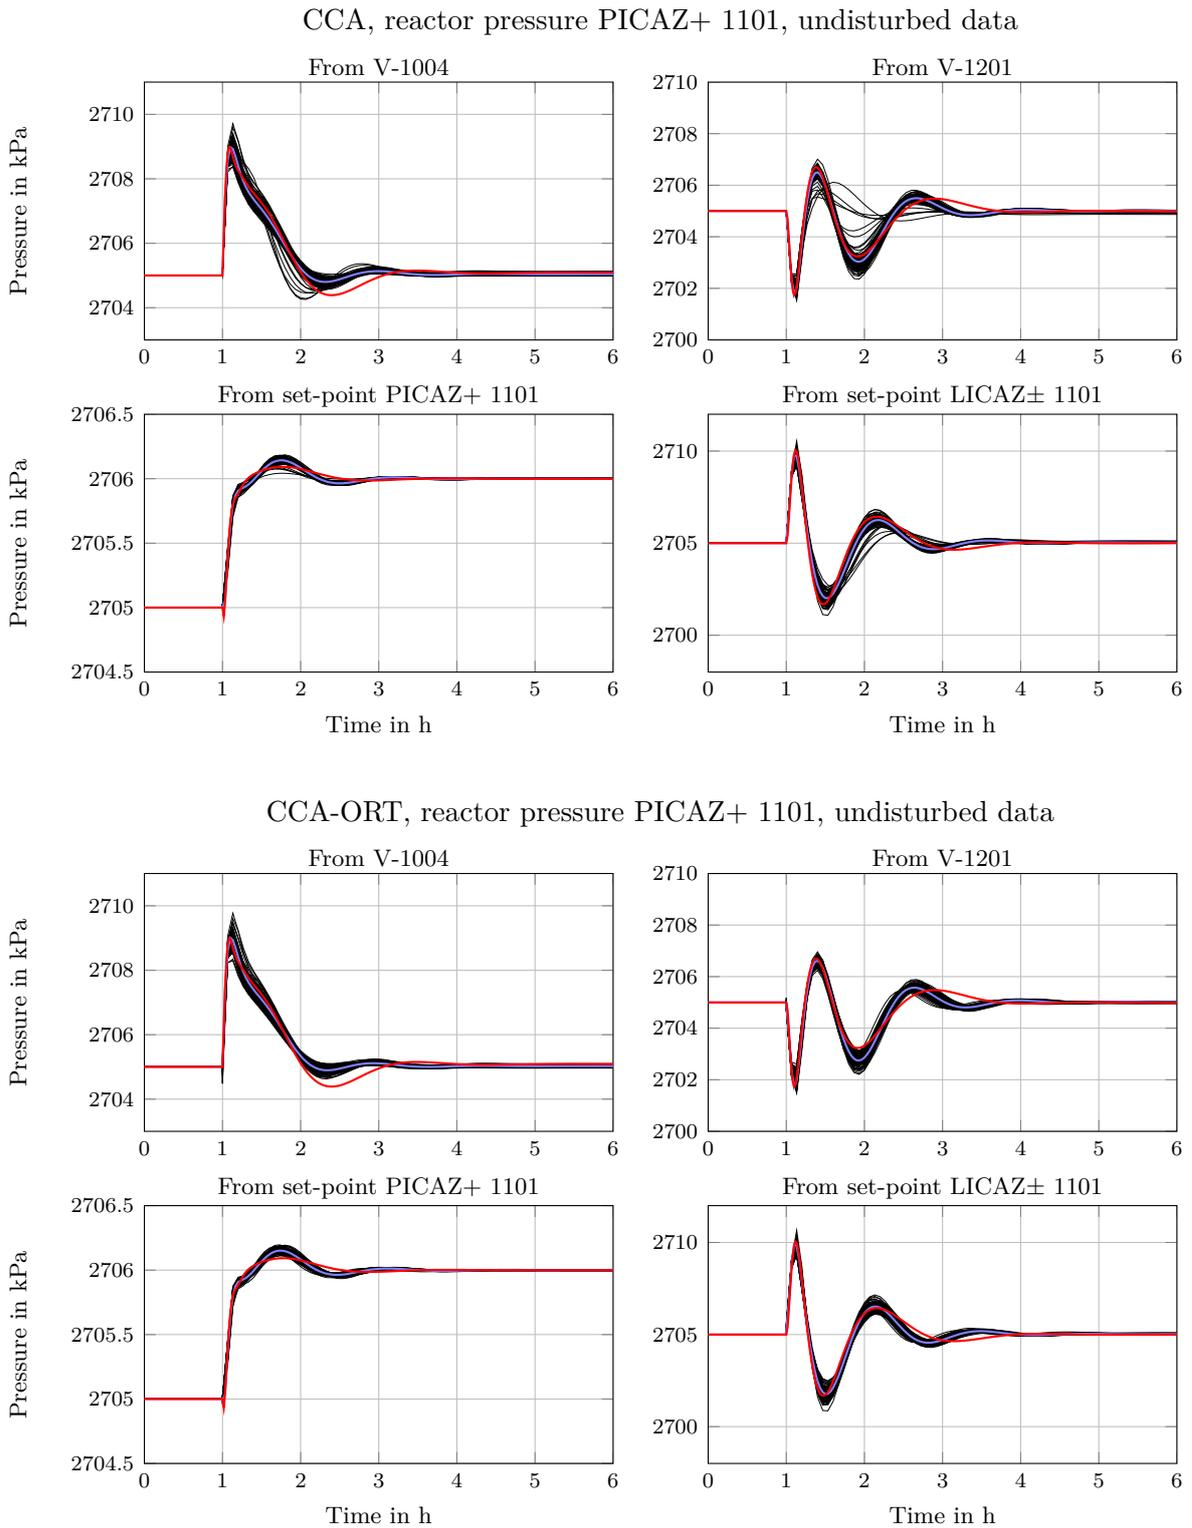 CCA, reactor pressure PICAZ+ 1101, undisturbed data
From V-1004
From V-1201
Pressure in kPa
2710
2708
2706
2704
0 1 2 3 4 5 6
2710
2708
2706
2704
2702
2700
0 1 2 3 4 5 6
From set-point PICAZ+ 1101
From set-point LICAZ± 1101
Pressure in kPa
2706.5
2706
2705.5
2705
2704.5
0 1 2 3 4 5 6
Time in h
2710
2705
2700
0 1 2 3 4 5 6
Time in h
CCA-ORT, reactor pressure PICAZ+ 1101, undisturbed data
From V-1004
From V-1201
Pressure in kPa
2710
2708
2706
2704
0 1 2 3 4 5 6
2710
2708
2706
2704
2702
2700
0 1 2 3 4 5 6
From set-point PICAZ+ 1101
From set-point LICAZ± 1101
Pressure in kPa
2706.5
2706
2705.5
2705
2704.5
0 1 2 3 4 5 6
Time in h
2710
2705
2700
0 1 2 3 4 5 6
Time in h